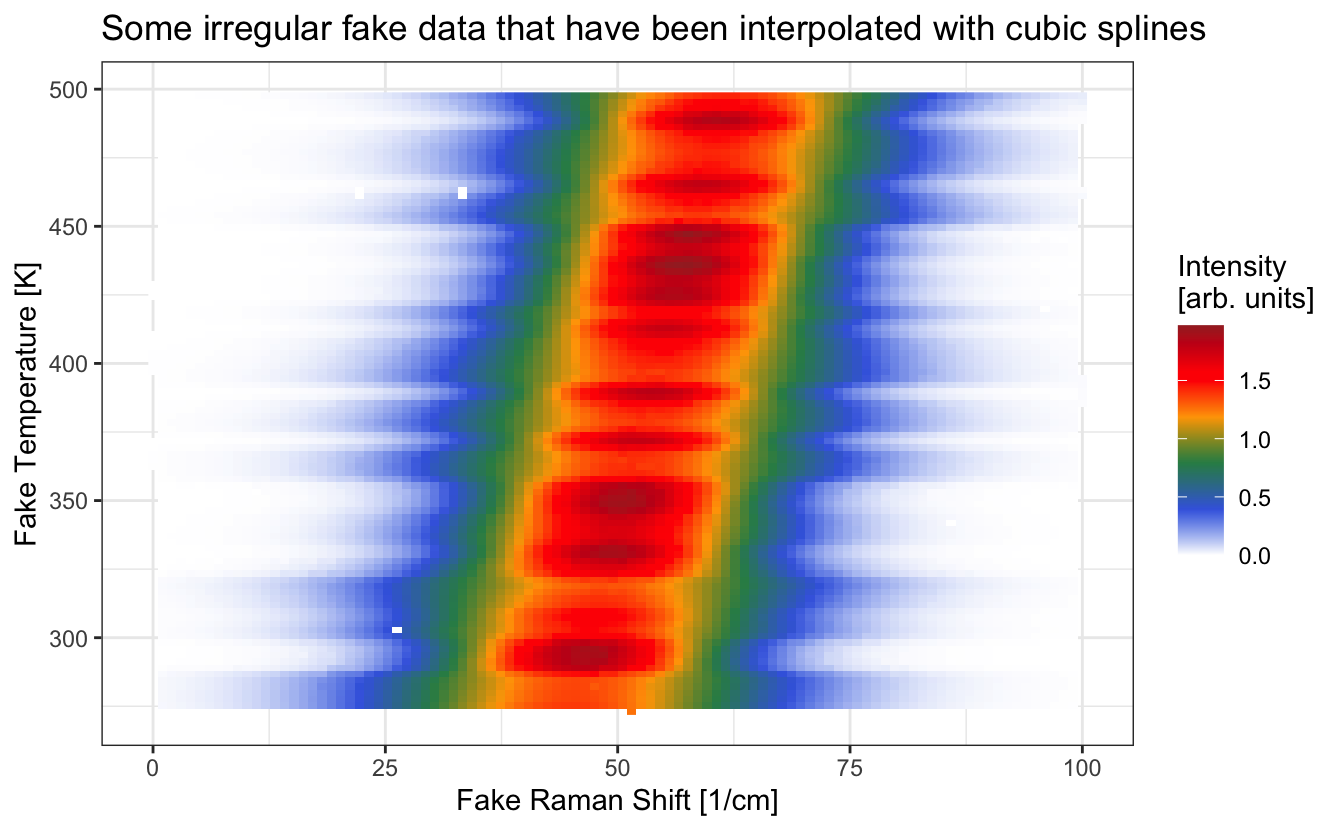 Some irregular fake data that have been interpolated with cubic splines
500
450
400
350
300
Fake Temperature [K]
0 25 50 75 100
Fake Raman Shift [1/cm]
Intensity
[arb. units]
1.5
1.0
0.5
0.0